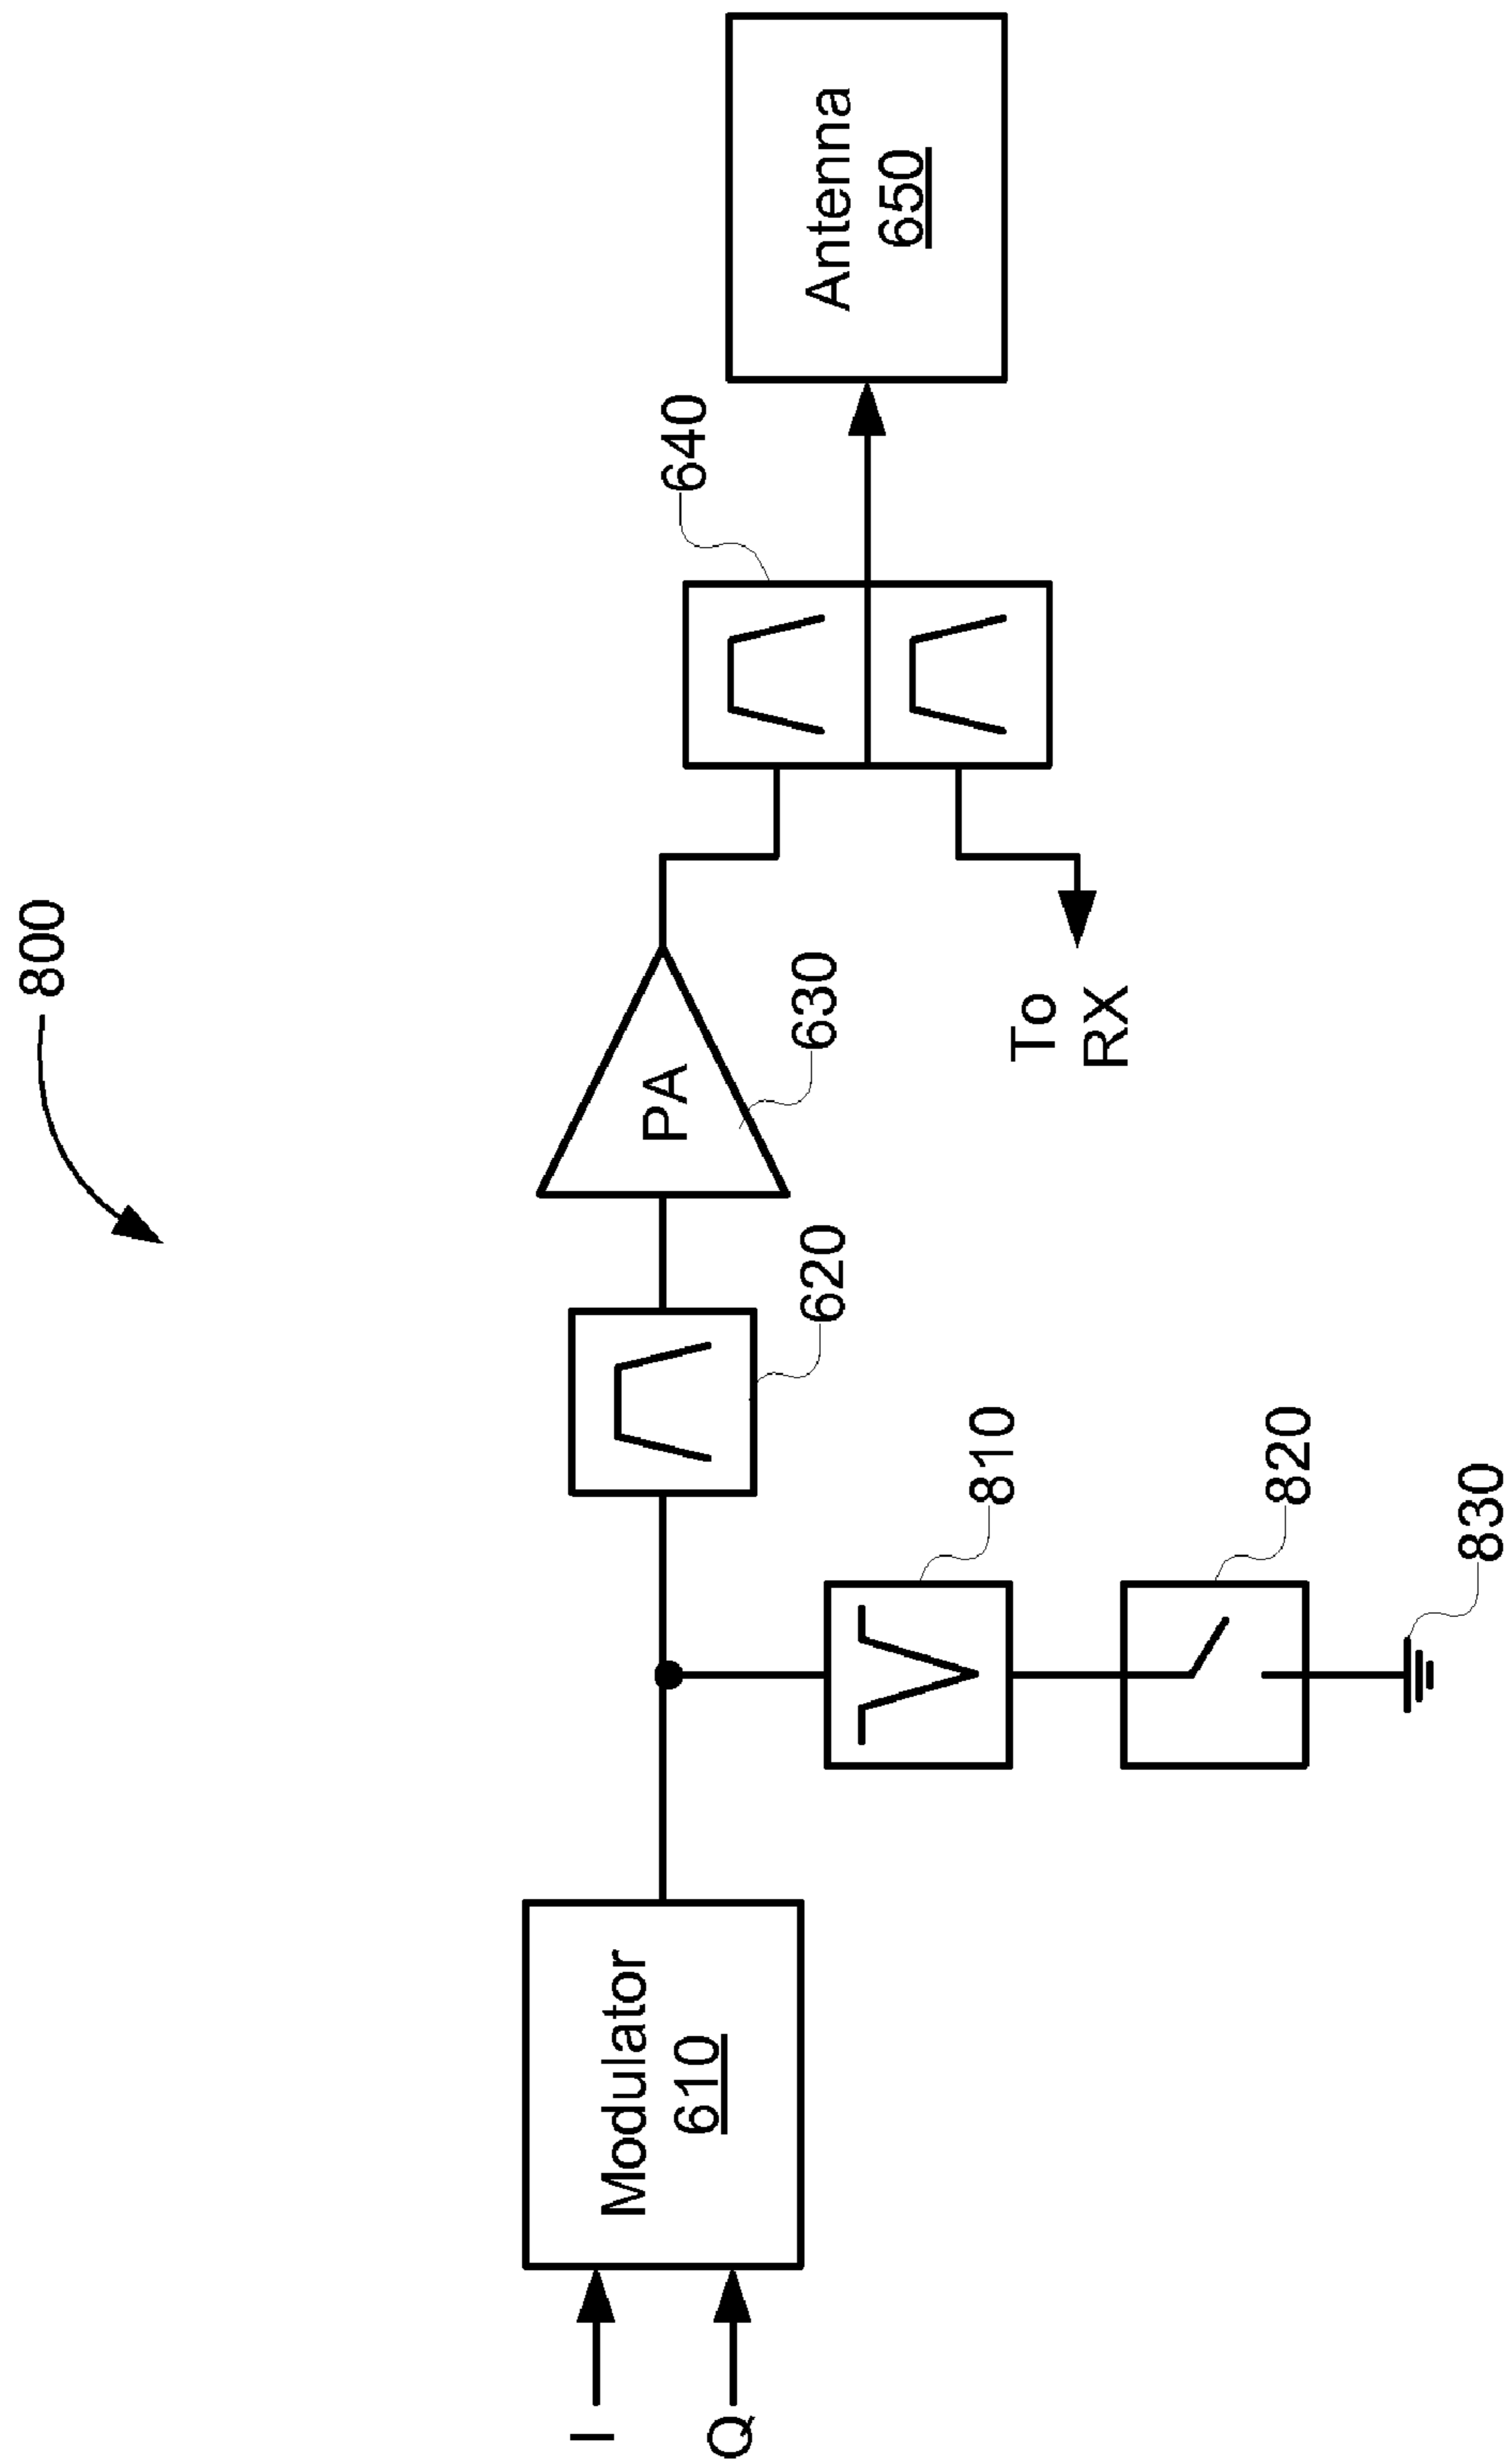 800
I
Q
Modulator
610
620
PA
630
640
Antenna
650
To
RX
810
820
830